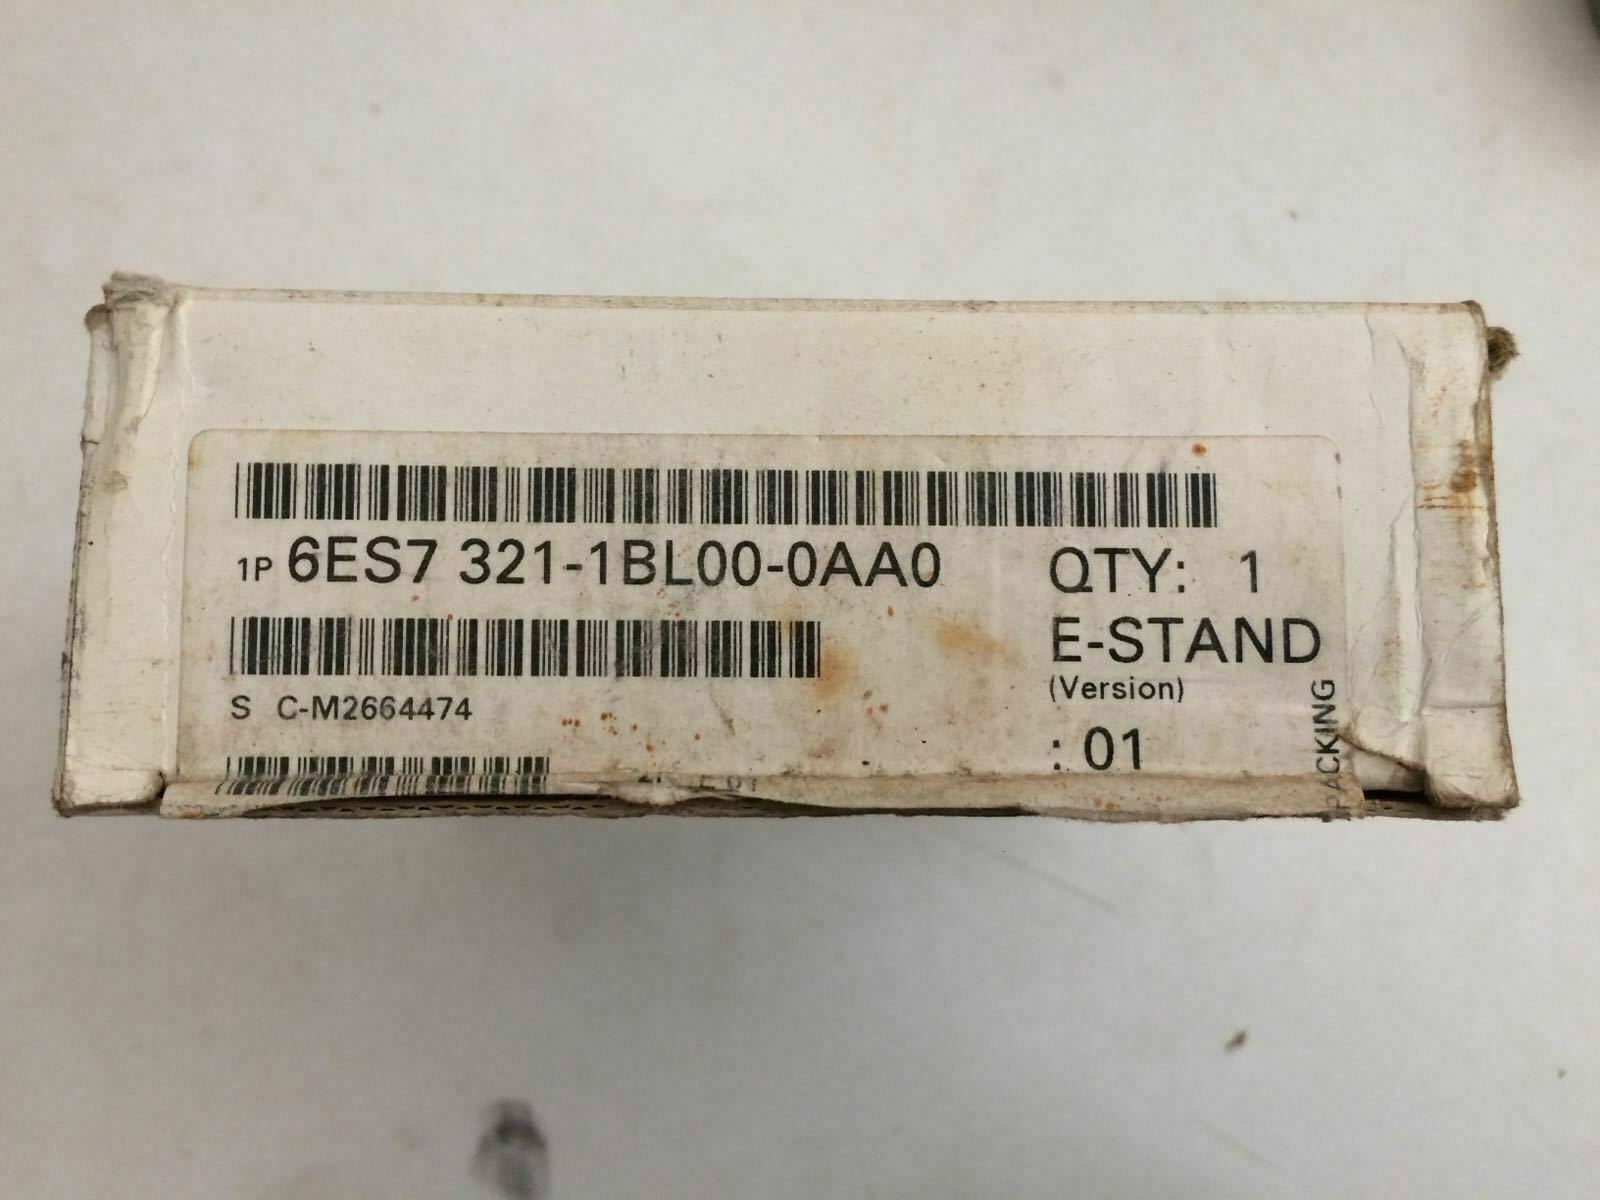 1P 6ES7 321-1BL00-0AA0
QTY: 1
E-STAND
(Version)
: 01
S C-M2664474
PACKING